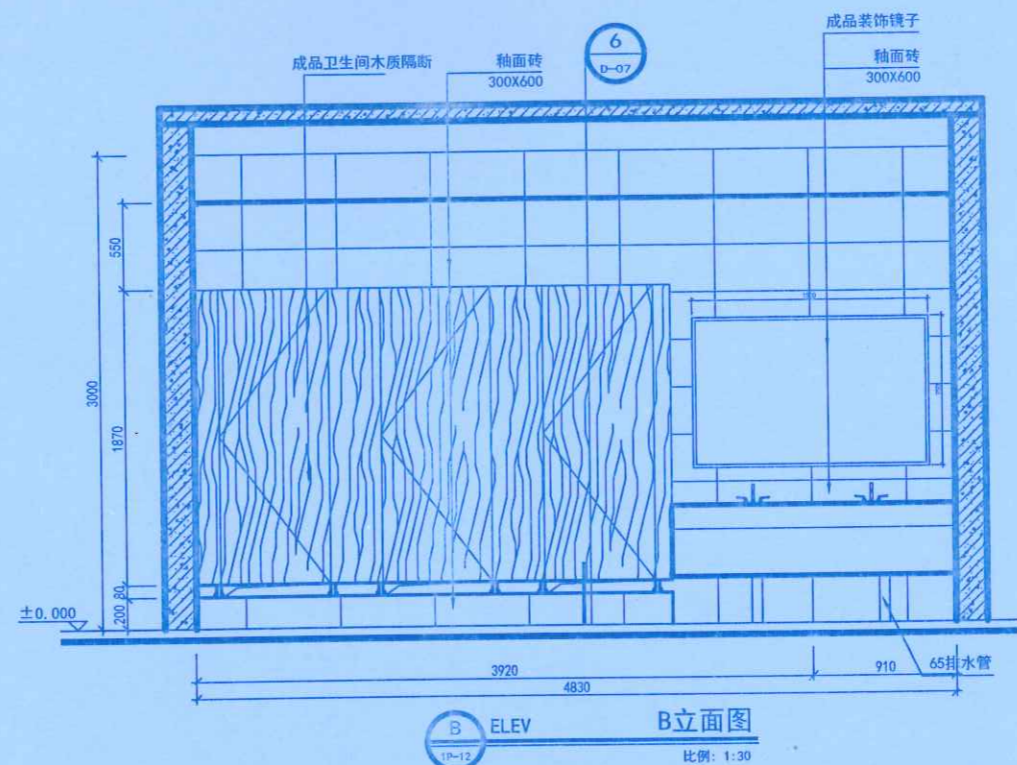 成品装饰镜子
6
D-07
成品卫生间木质隔断
釉面砖
300X600
釉面砖
300X600
550
3000
1870
80
200
±0.000
65排水管
3920
910
4830
B
1P-12
ELEV
B立面图
比例: 1:30